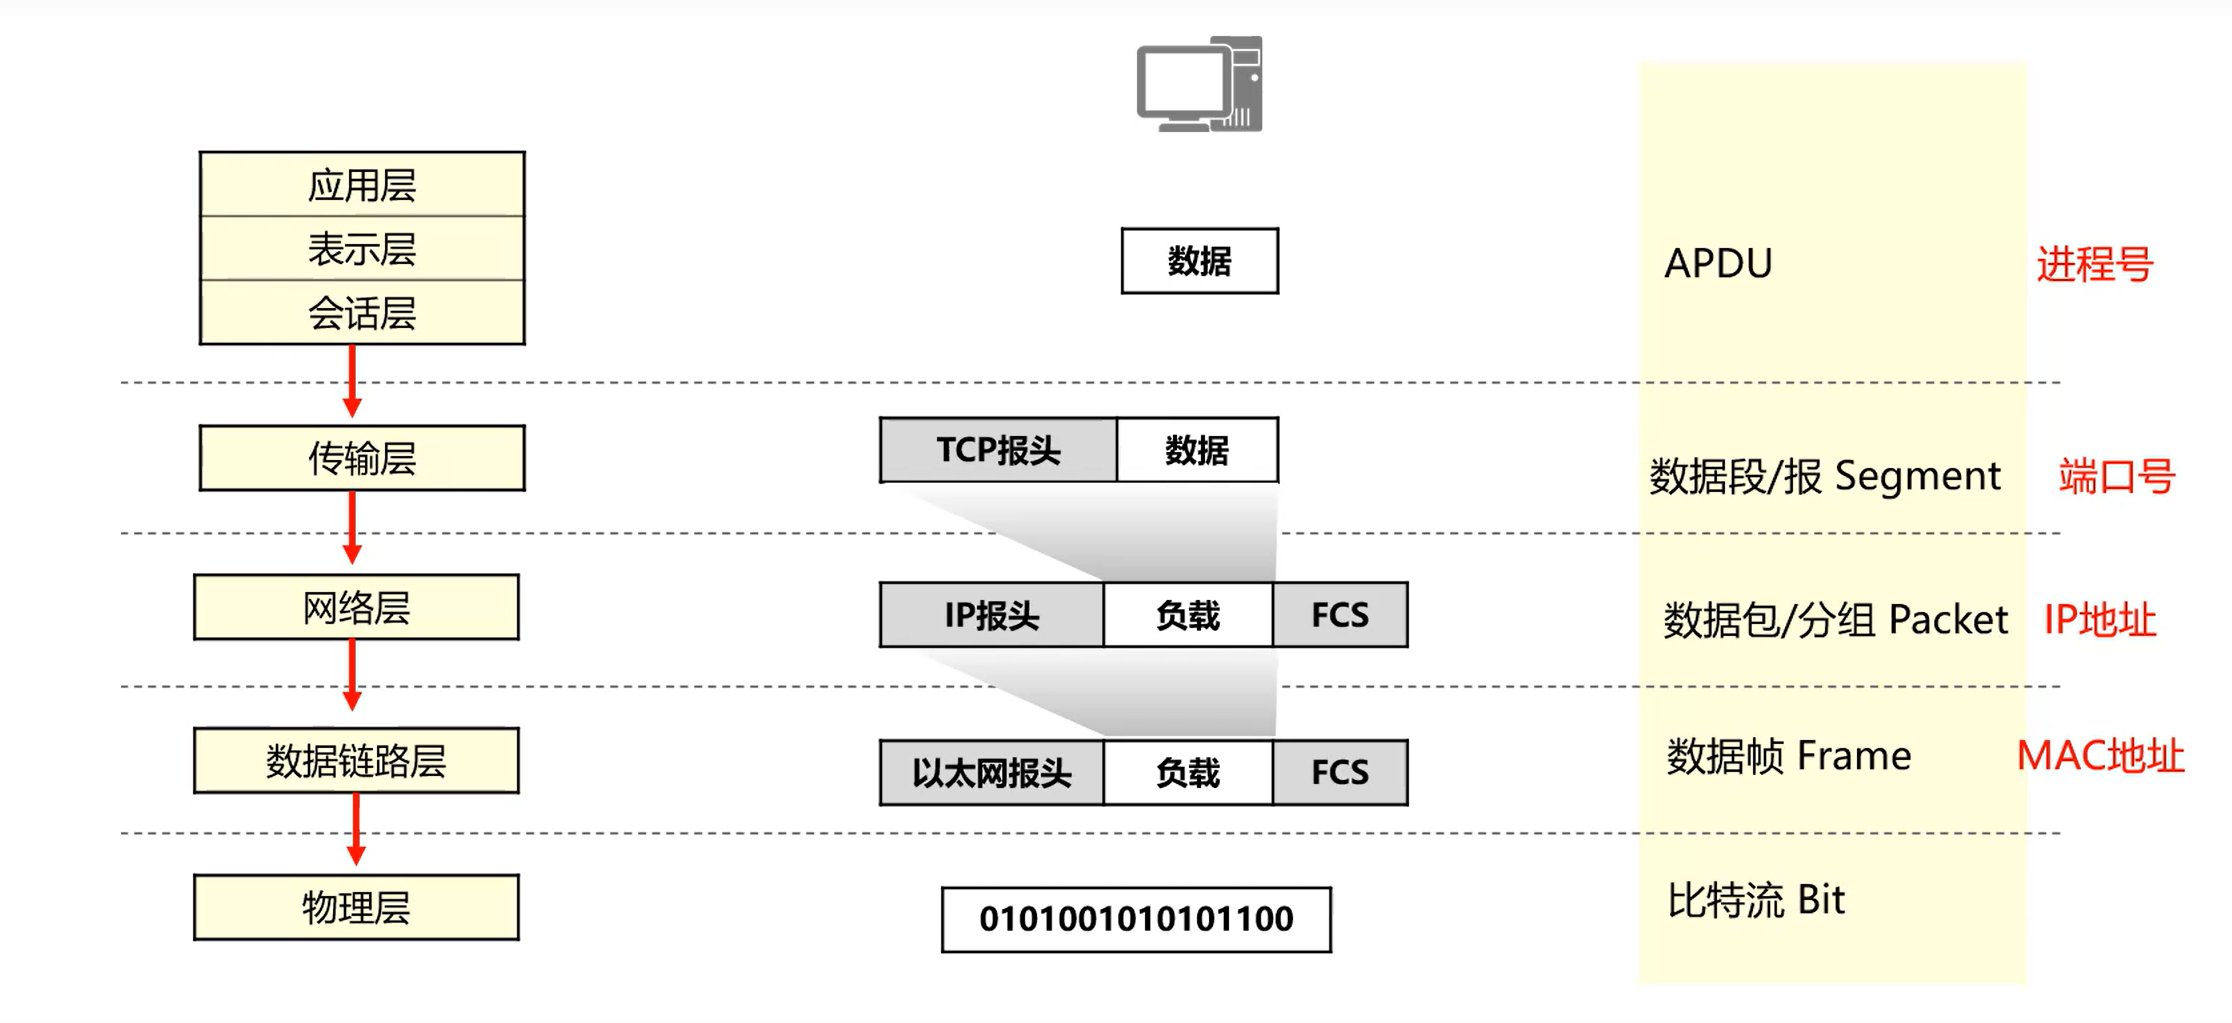 应用层
表示层
会话层
数据
APDU
进程号
传输层
TCP报头 数据
数据段/报 Segment
端口号
网络层
IP报头 负载 FCS
数据包/分组 Packet
IP地址
数据链路层
以太网报头 负载 FCS
数据帧 Frame
MAC地址
物理层
0101001010101100
比特流 Bit